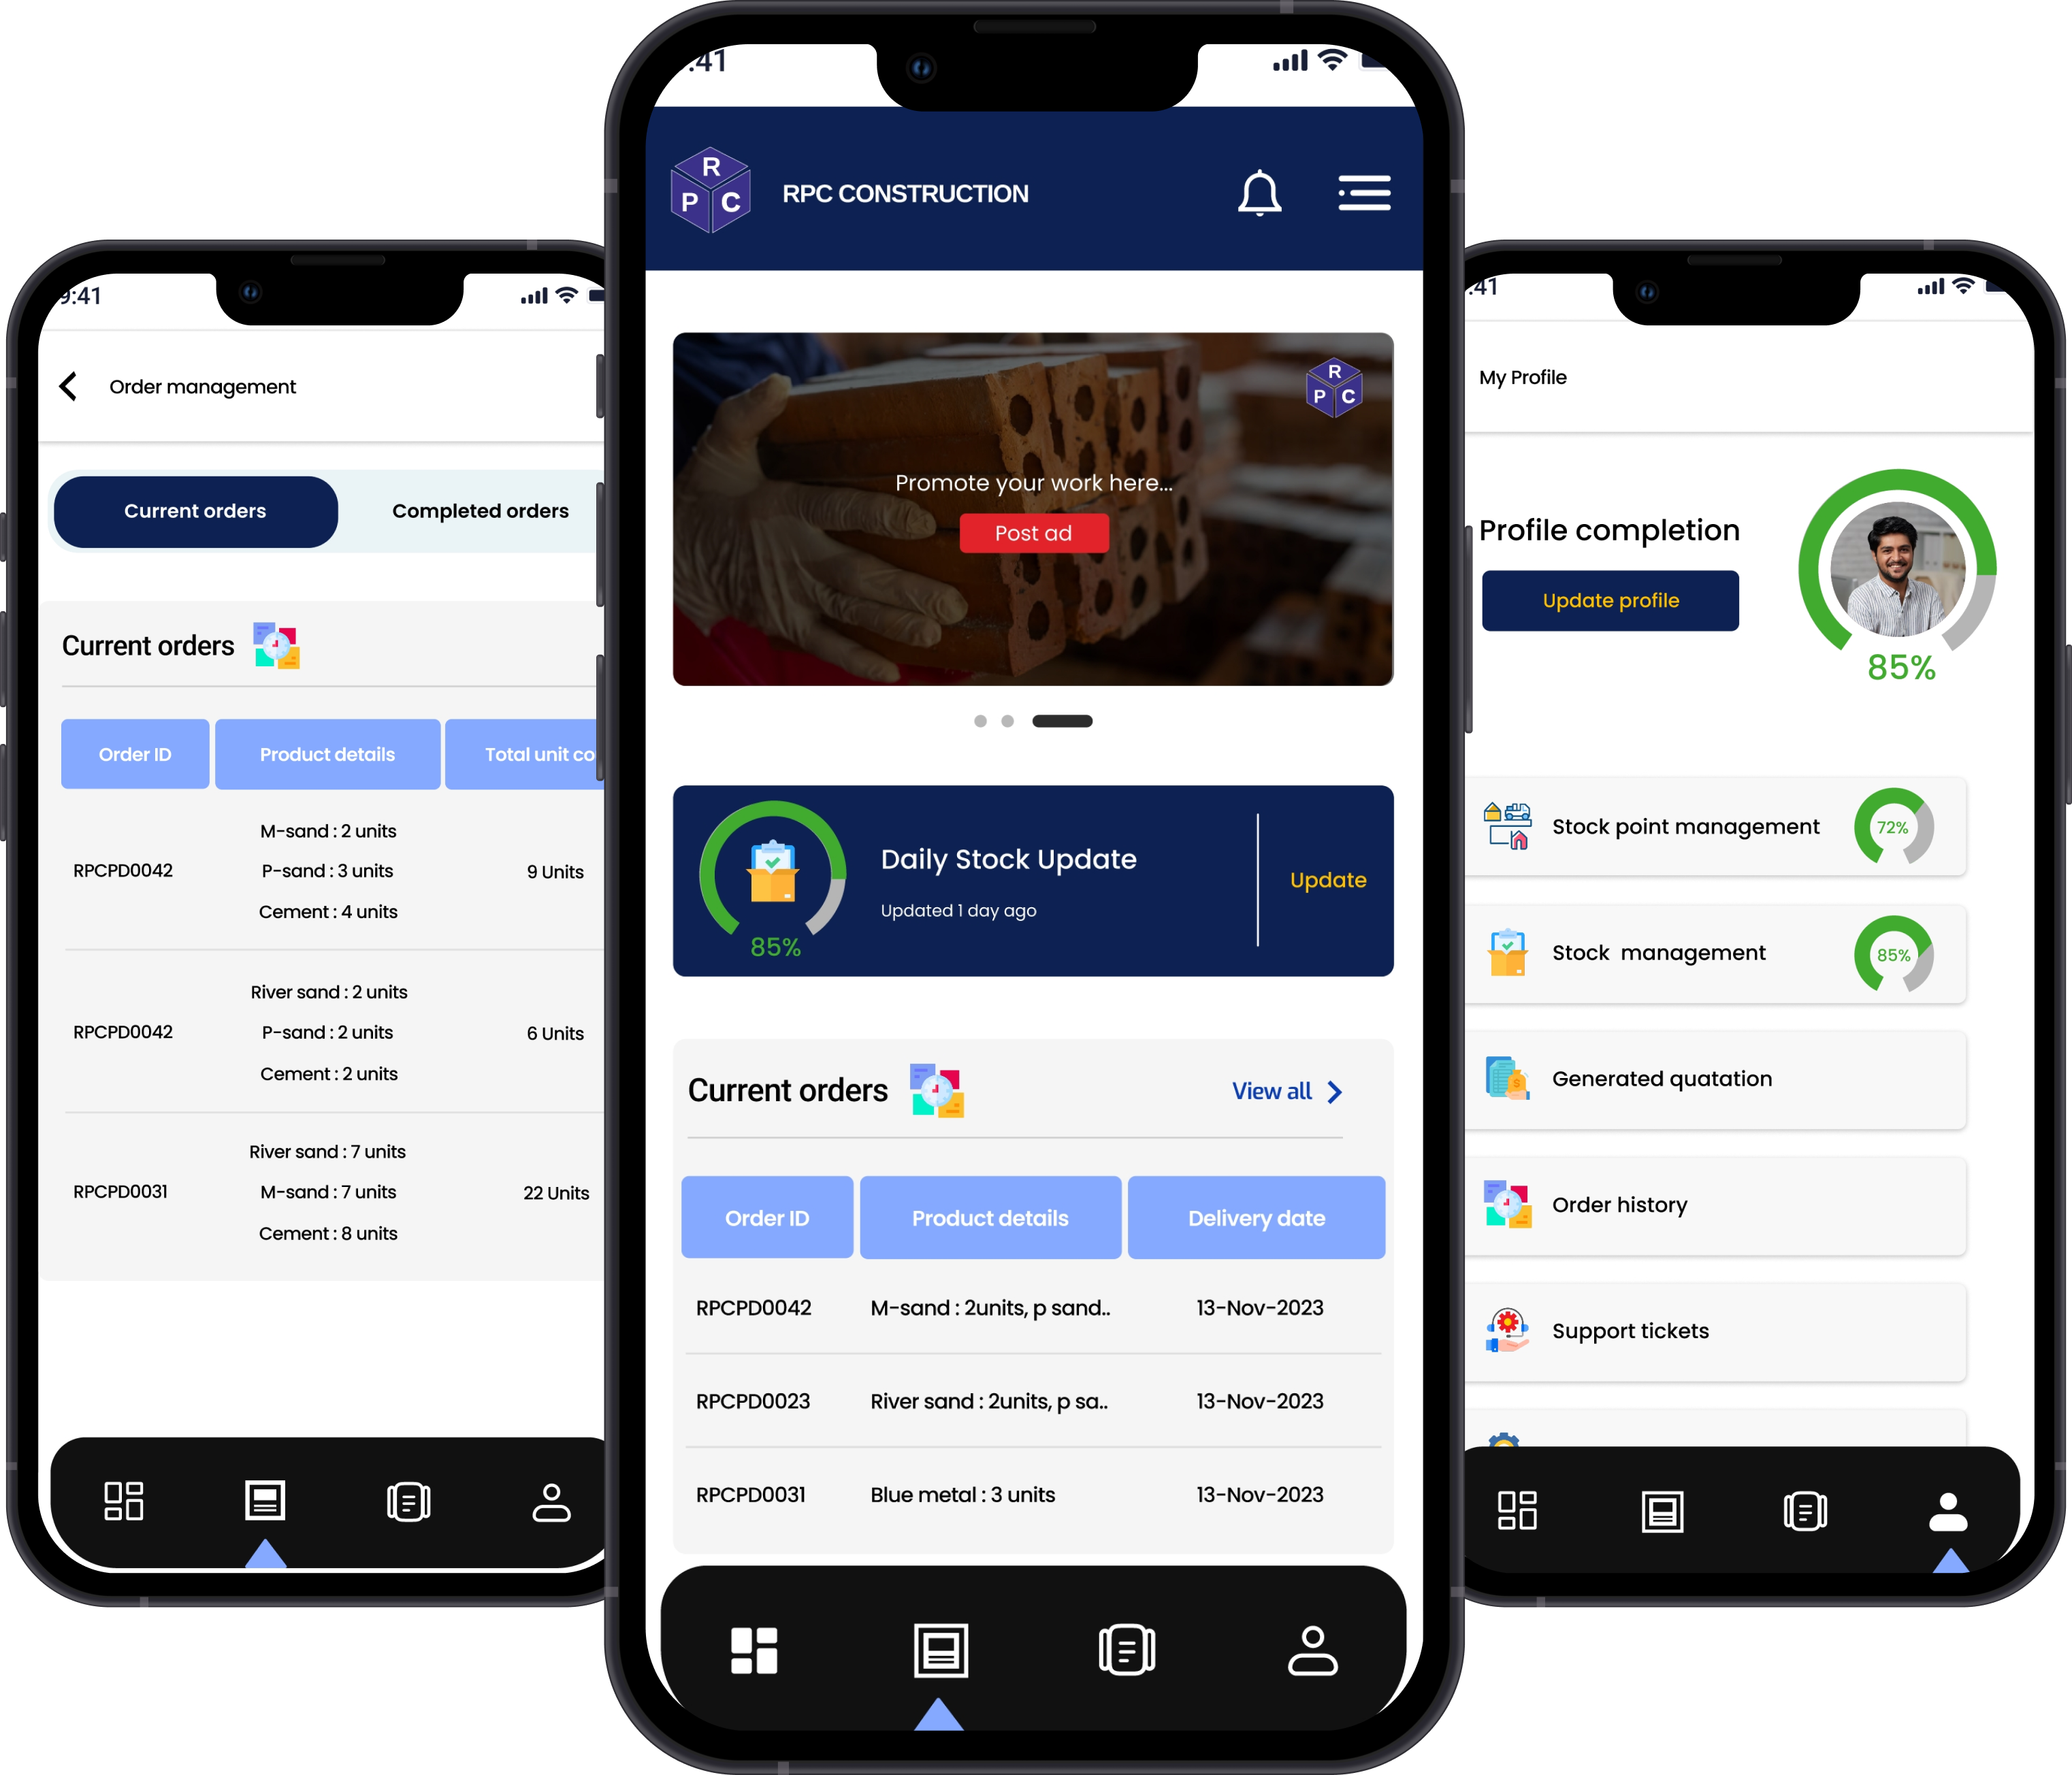 9:41
Order management
Current orders
Completed orders
Current orders
Order ID
Product details
Total unit co
M-sand : 2 units
RPCPD0042
P-sand : 3 units
9 Units
Cement : 4 units
River sand : 2 units
RPCPD0042
P-sand : 2 units
6 Units
Cement : 2 units
River sand : 7 units
RPCPD0031
M-sand : 7 units
22 Units
Cement : 8 units
:41
R
P C
RPC CONSTRUCTION
R
P C
Promote your work here...
Post ad
85%
Daily Stock Update
Updated 1 day ago
Update
Current orders
View all
Order ID
Product details
Delivery date
RPCPD0042
M-sand : 2units, p sand..
13-Nov-2023
RPCPD0023
River sand : 2units, p sa..
13-Nov-2023
RPCPD0031
Blue metal : 3 units
13-Nov-2023
:41
My Profile
Profile completion
Update profile
85%
Stock point management
72%
Stock management
85%
Generated quatation
Order history
Support tickets